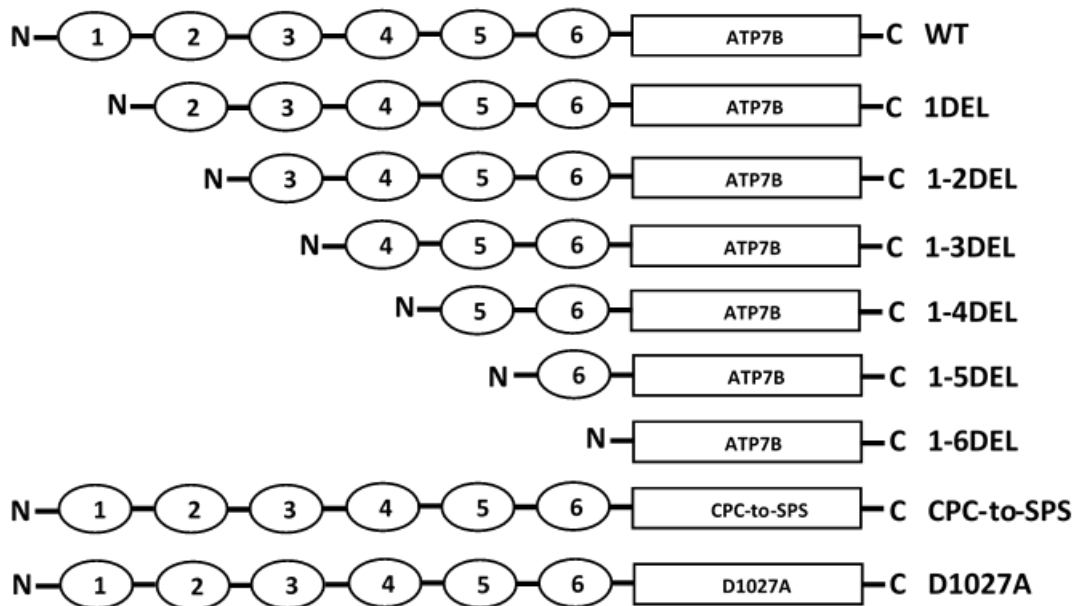 N 1 2 3 4 5 6 ATP7B C WT
N 2 3 4 5 6 ATP7B C 1DEL
N 3 4 5 6 ATP7B C 1-2DEL
N 4 5 6 ATP7B C 1-3DEL
N 5 6 ATP7B C 1-4DEL
N 6 ATP7B C 1-5DEL
N ATP7B C 1-6DEL
N 1 2 3 4 5 6 CPC-to-SPS C CPC-to-SPS
N 1 2 3 4 5 6 D1027A C D1027A